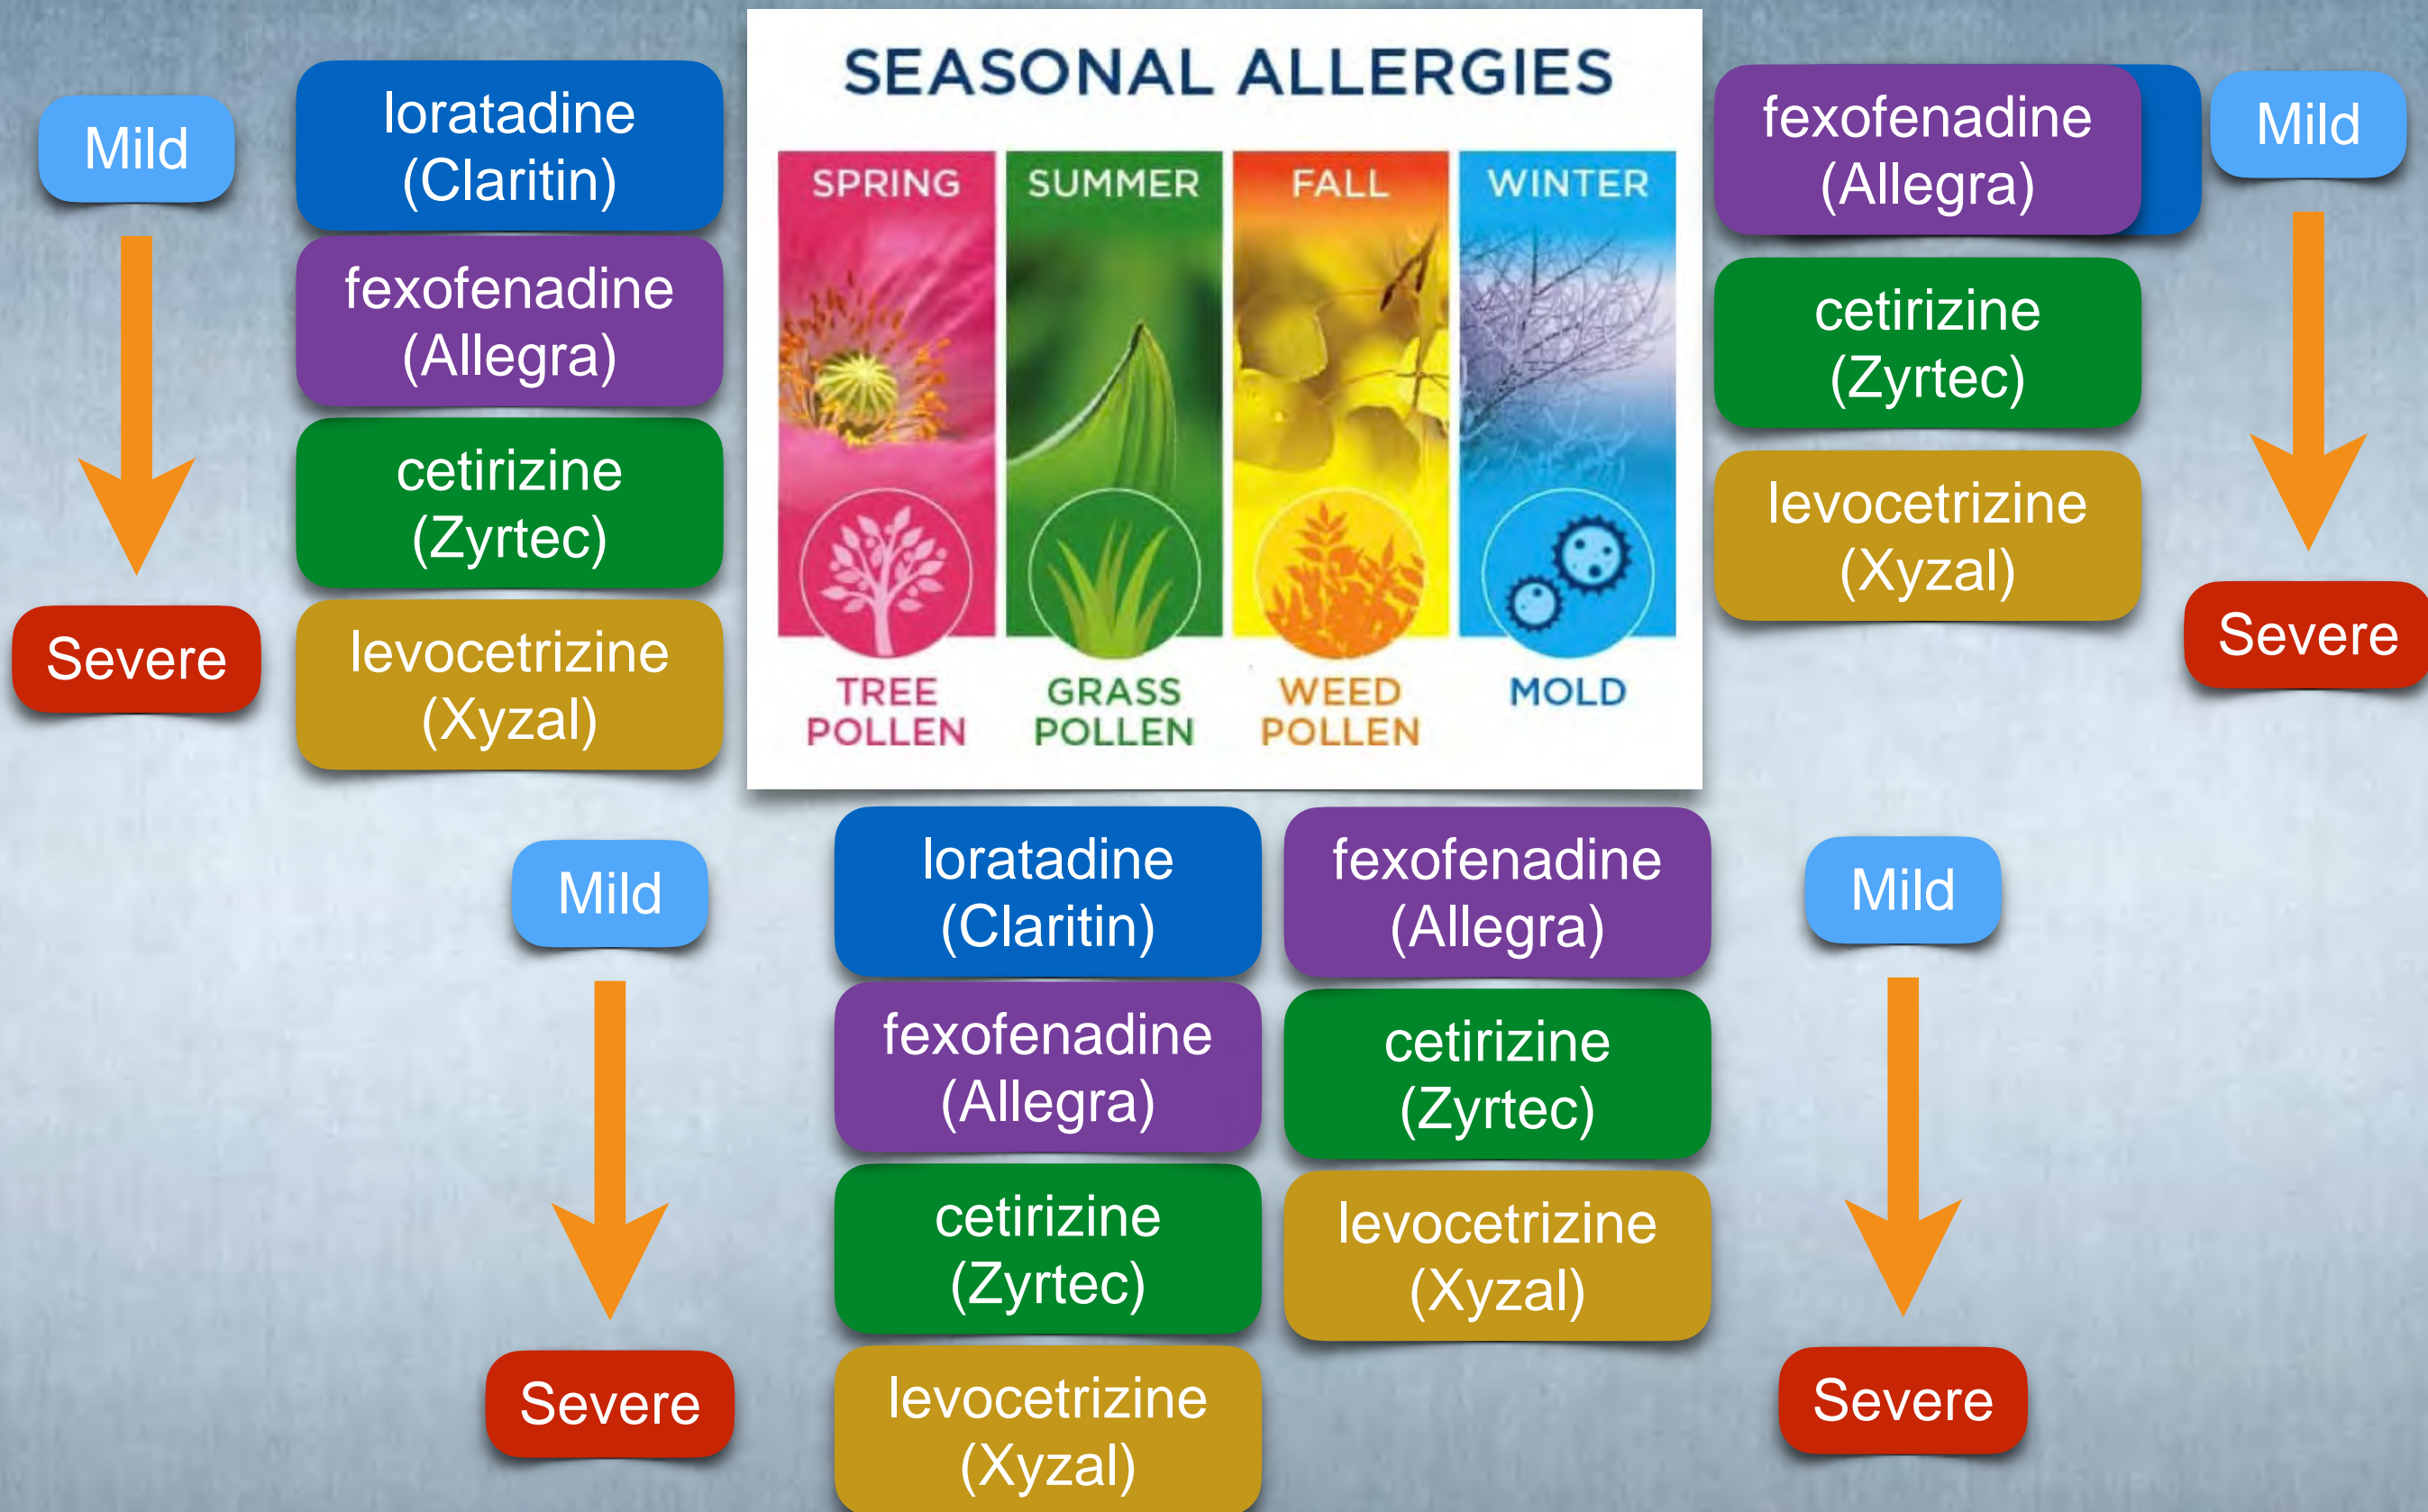 Mild
Severe
loratadine
(Claritin)
fexofenadine
(Allegra)
cetirizine
(Zyrtec)
levocetrizine
(Xyzal)
SEASONAL ALLERGIES
SPRING
SUMMER
FALL
WINTER
TREE
POLLEN
GRASS
POLLEN
WEED
POLLEN
MOLD
fexofenadine
(Allegra)
cetirizine
(Zyrtec)
levocetrizine
(Xyzal)
Mild
Severe
Mild
Severe
loratadine
(Claritin)
fexofenadine
(Allegra)
cetirizine
(Zyrtec)
levocetrizine
(Xyzal)
fexofenadine
(Allegra)
cetirizine
(Zyrtec)
levocetrizine
(Xyzal)
Mild
Severe